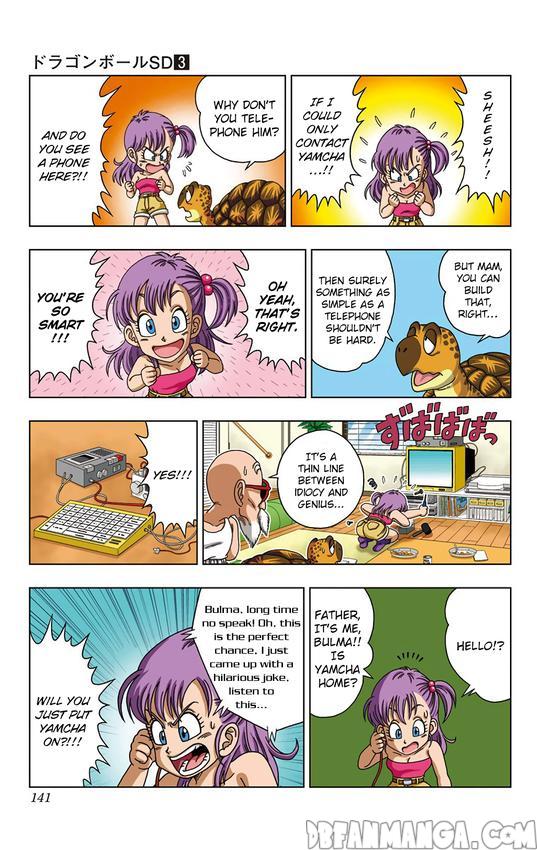 ドラゴンボールSD3
SHEESH!!
IF I
COULD
ONLY
CONTACT
YAMCHA
...!!
WHY DON'T
YOU TELE-
PHONE HIM?
AND DO
YOU SEE
A PHONE
HERE?!!
BUT MAM,
YOU CAN
BUILD
THAT,
RIGHT...
THEN SURELY
SOMETHING AS
SIMPLE AS A
TELEPHONE
SHOULDN'T
BE HARD.
OH
YEAH,
THAT'S
RIGHT.
YOU'RE
SO
SMART
!!!
ずばばばっ
IT'S A
THIN LINE
BETWEEN
IDIOCY AND
GENIUS...
YES!!!
HELLO!?
FATHER,
IT'S ME,
BULMA!!
IS
YAMCHA
HOME?
Bulma, long time
no speak! Oh, this
is the perfect
chance, I just
came up with a
hilarious joke,
listen to
this...
WILL YOU
JUST PUT
YAMCHA
ON?!!!
141
DBFANMANGA.COM